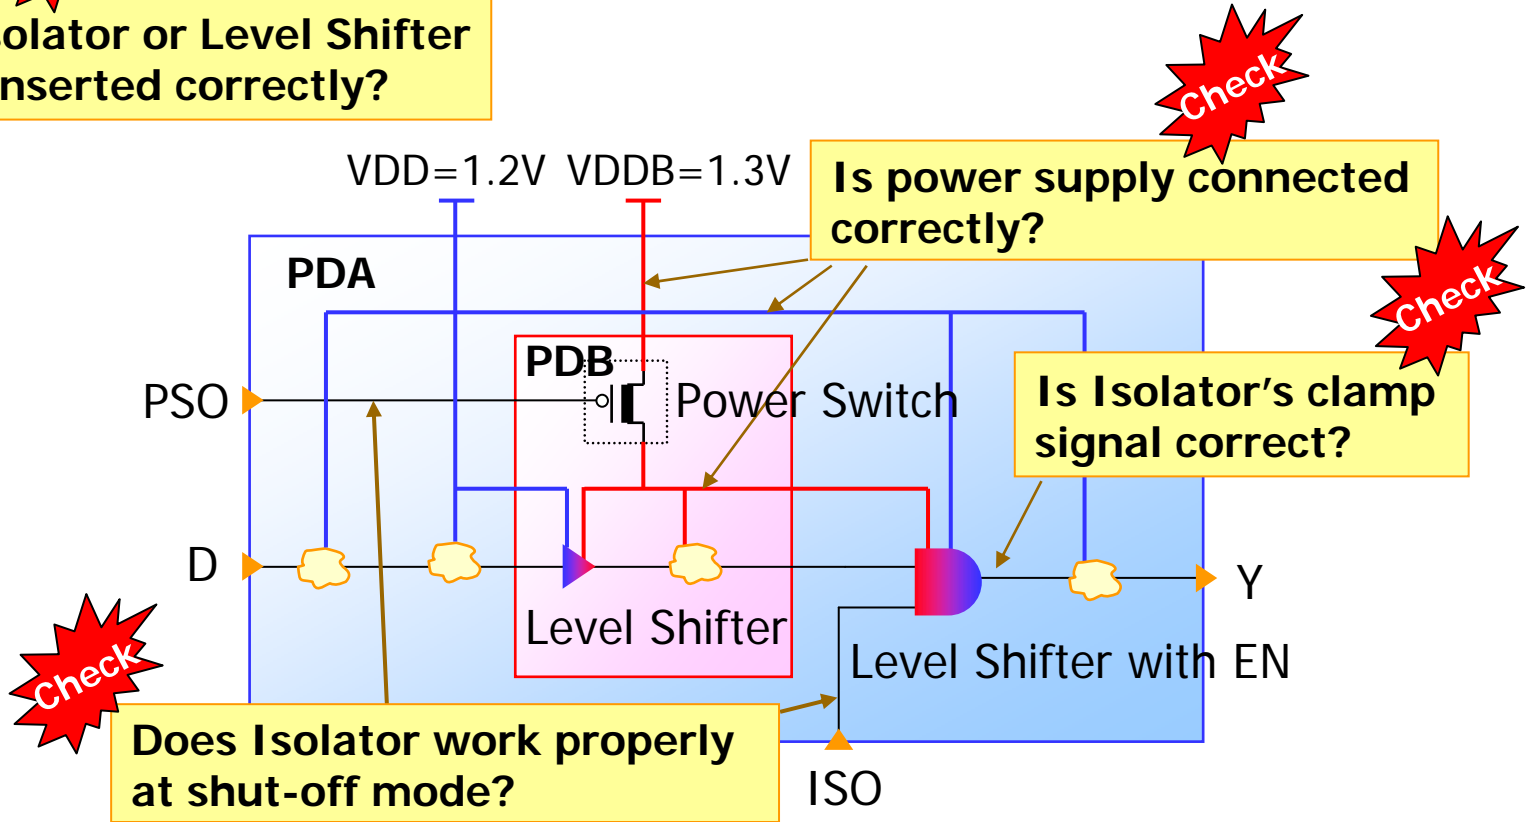 olator or Level Shifter
nserted correctly?
Check
VDD=1.2V VDDB=1.3V
Is power supply connected
correctly?
Check
PDA
PDB
PSO
Power Switch
Is Isolator's clamp
signal correct?
D
Y
Level Shifter
Level Shifter with EN
Check
Does Isolator work properly
at shut-off mode?
ISO